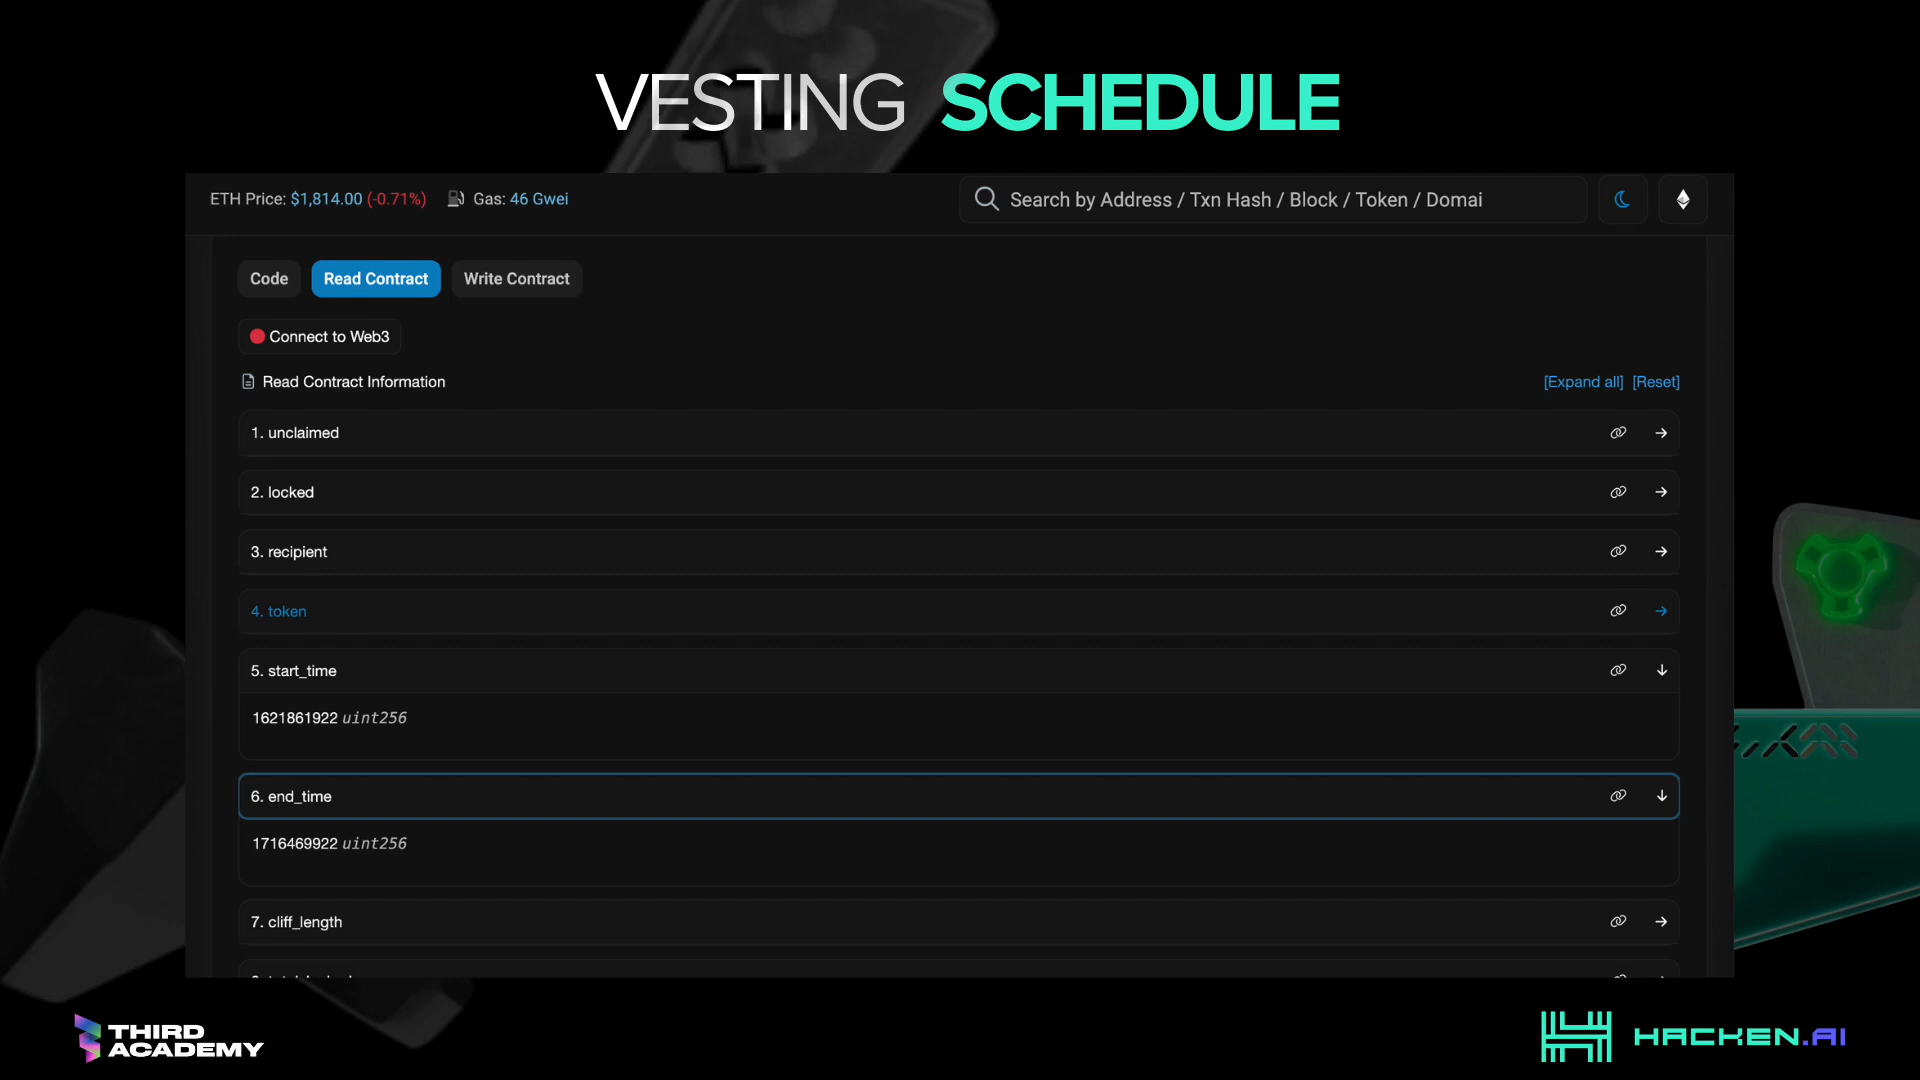 VESTING SCHEDULE
ETH Price: $1,814.00 (-0.71%) Gas: 46 Gwei
Search by Address / Txn Hash / Block / Token / Domai
Code Read Contract Write Contract
Connect to Web3
Read Contract Information [Expand all] [Reset]
1. unclaimed
2. locked
3. recipient
4. token
5. start_time
1621861922 uint256
6. end_time
1716469922 uint256
7. cliff_length
THIRD ACADEMY
HACKEN.AI